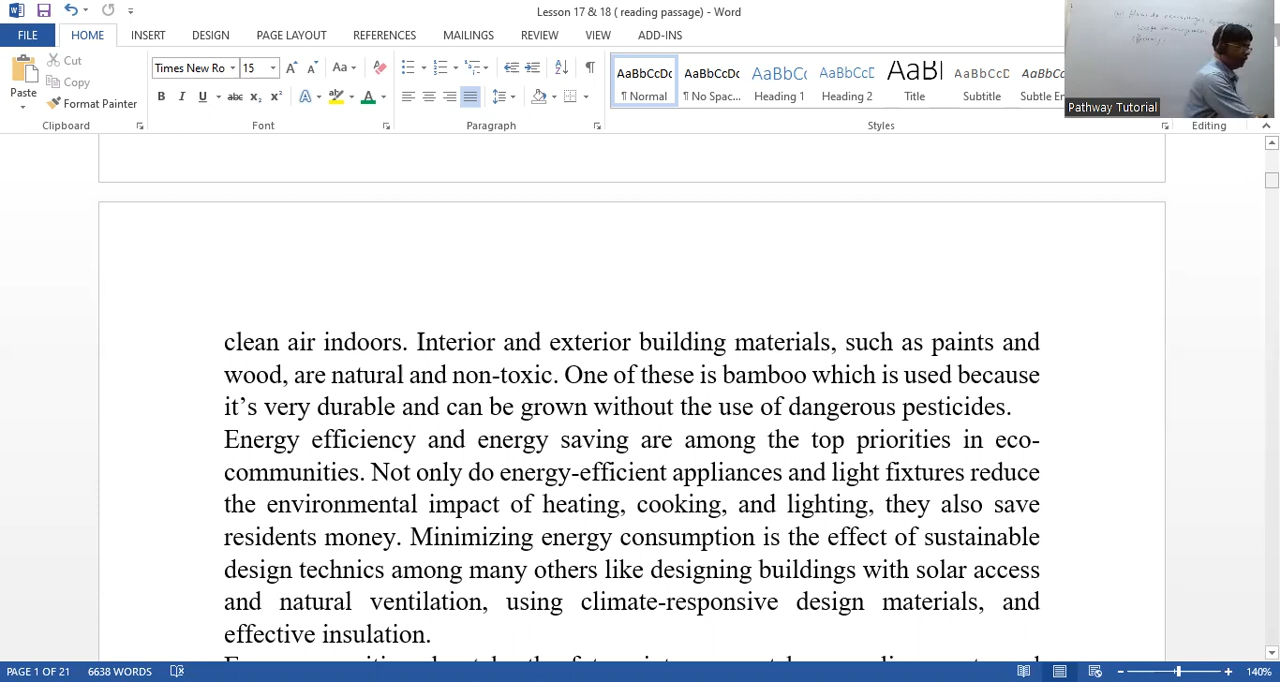 Lesson 17 & 18 ( reading passage) - Word
FILE HOME INSERT DESIGN PAGE LAYOUT REFERENCES MAILINGS REVIEW VIEW ADD-INS
Paste
Cut
Copy
Format Painter
Clipboard
Times New Ro 15
Font
Paragraph
AaBbCcDc AaBbCcDc AaBbCc AaBbCcD AaBl AaBbCcD AaBbCcDc
¶ Normal ¶ No Spac... Heading 1 Heading 2 Title Subtitle Subtle Em
Styles
Editing
Pathway Tutorial
clean air indoors. Interior and exterior building materials, such as paints and
wood, are natural and non-toxic. One of these is bamboo which is used because
it’s very durable and can be grown without the use of dangerous pesticides.
Energy efficiency and energy saving are among the top priorities in eco-
communities. Not only do energy-efficient appliances and light fixtures reduce
the environmental impact of heating, cooking, and lighting, they also save
residents money. Minimizing energy consumption is the effect of sustainable
design technics among many others like designing buildings with solar access
and natural ventilation, using climate-responsive design materials, and
effective insulation.
PAGE 1 OF 21 6638 WORDS 140%